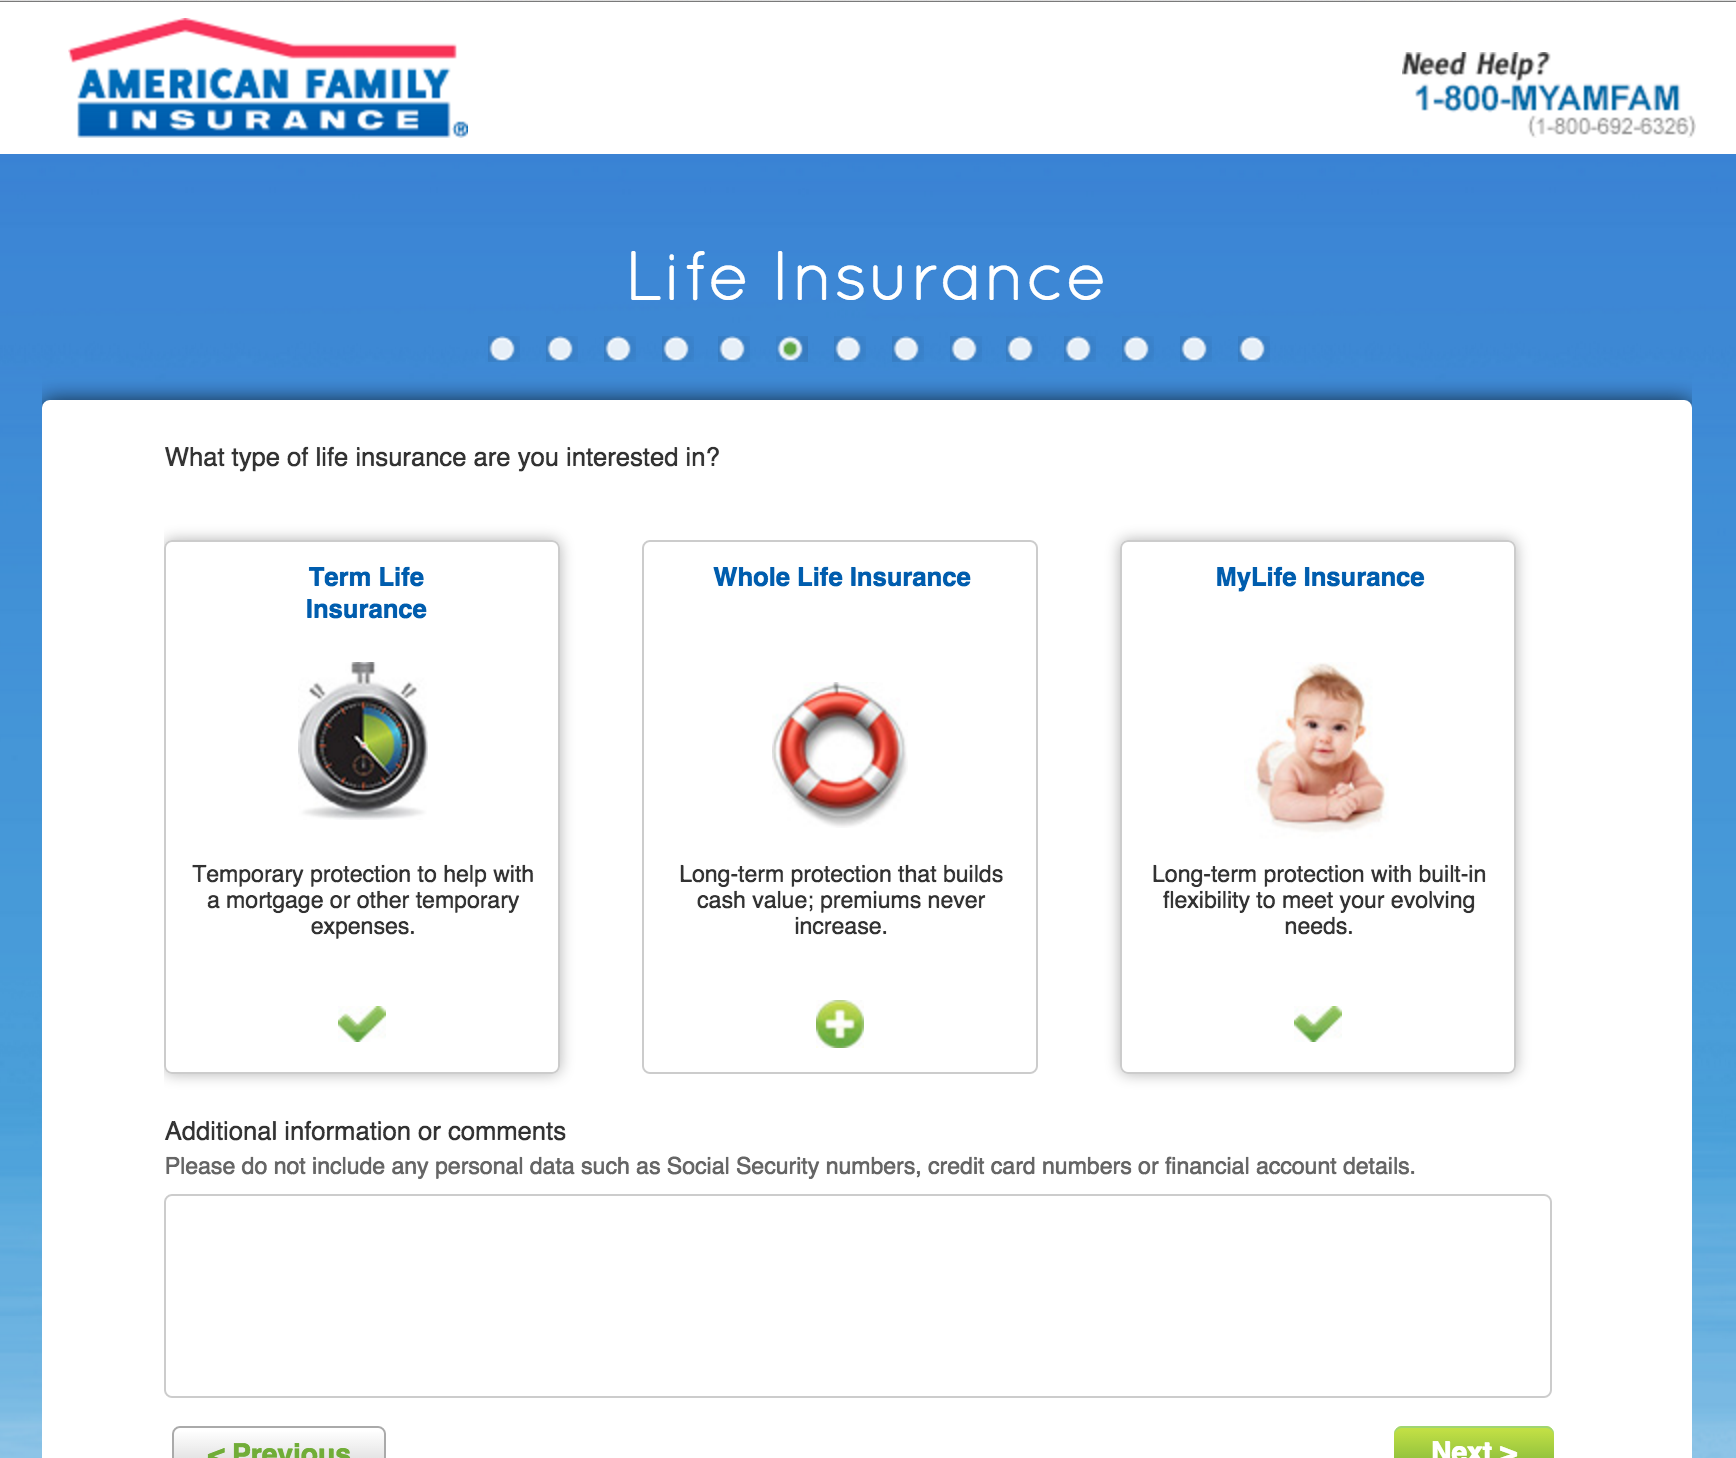 AMERICAN FAMILY
INSURANCE®
Need Help?
1-800-MYAMFAM
(1-800-692-6326)
Life Insurance
What type of life insurance are you interested in?
Term Life
Insurance
Temporary protection to help with
a mortgage or other temporary
expenses.
Whole Life Insurance
Long-term protection that builds
cash value; premiums never
increase.
MyLife Insurance
Long-term protection with built-in
flexibility to meet your evolving
needs.
Additional information or comments
Please do not include any personal data such as Social Security numbers, credit card numbers or financial account details.
< Previous
Next >